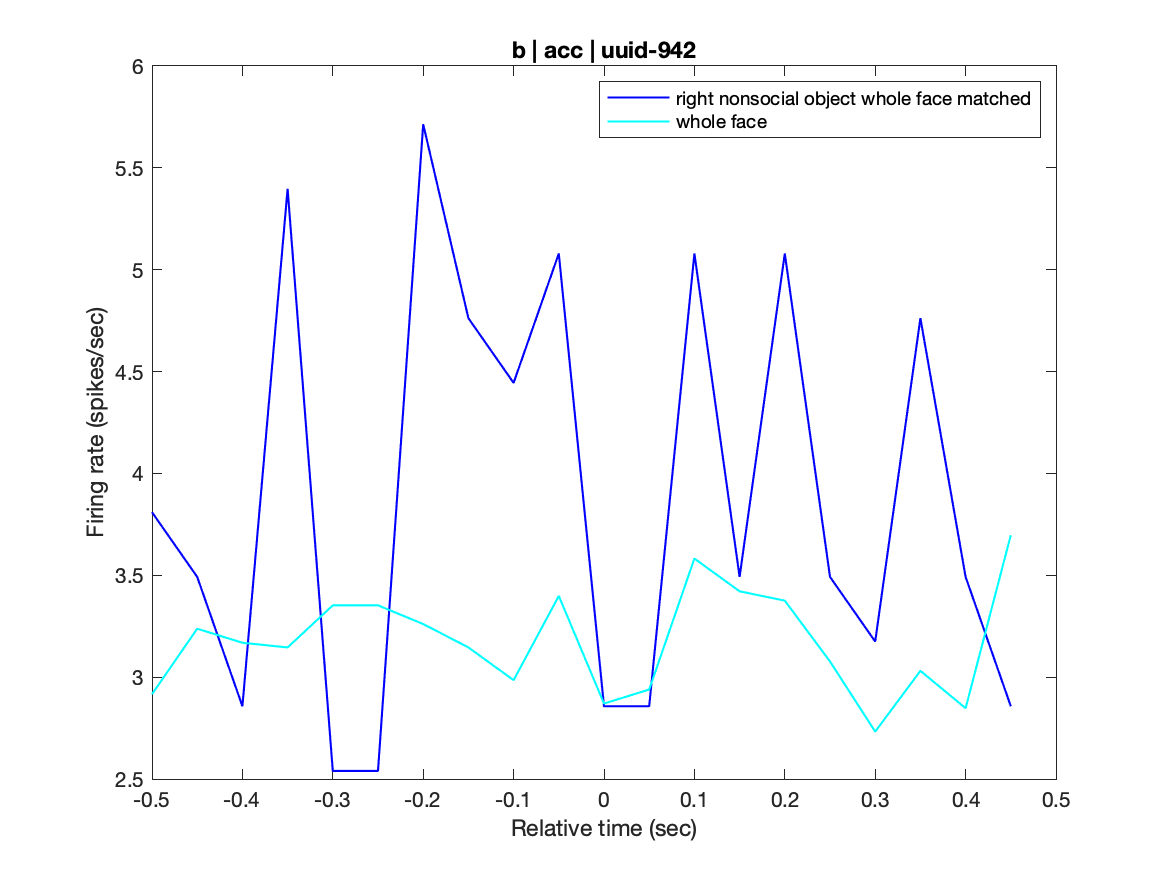 b | acc | uuid-942
right nonsocial object whole face matched
whole face
6
5.5
5
4.5
4
3.5
3
2.5
Firing rate (spikes/sec)
-0.5 -0.4 -0.3 -0.2 -0.1 0 0.1 0.2 0.3 0.4 0.5
Relative time (sec)